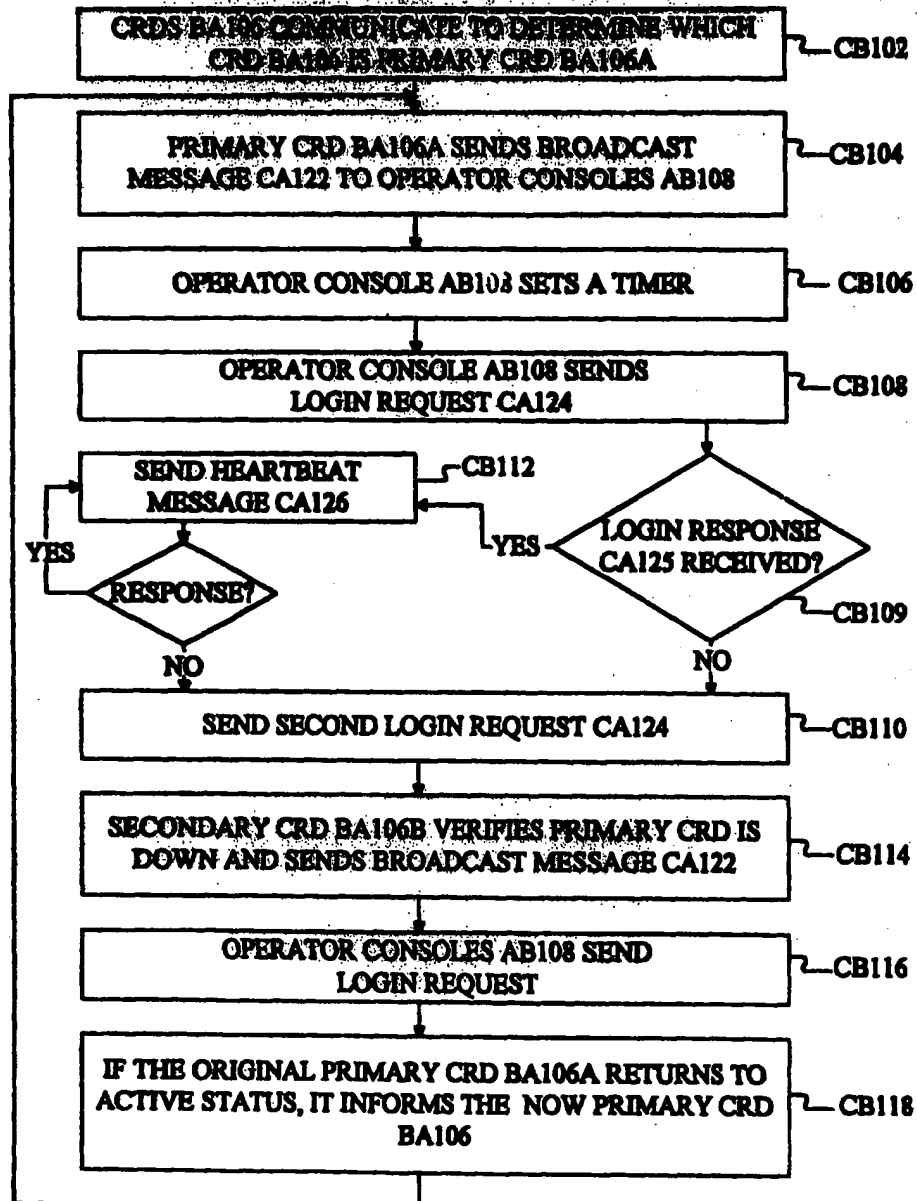 CRDS BA106 COMMUNICATE TO DETERMINE WHICH
CRD BA106 IS PRIMARY CRD BA106A
CB102
PRIMARY CRD BA106A SENDS BROADCAST
MESSAGE CA122 TO OPERATOR CONSOLES AB108
CB104
OPERATOR CONSOLE AB108 SETS A TIMER
CB106
OPERATOR CONSOLE AB108 SENDS
LOGIN REQUEST CA124
CB108
SEND HEARTBEAT
MESSAGE CA126
CB112
LOGIN RESPONSE
CA125 RECEIVED?
CB109
YES
YES
RESPONSE?
NO
NO
SEND SECOND LOGIN REQUEST CA124
CB110
SECONDARY CRD BA106B VERIFIES PRIMARY CRD IS
DOWN AND SENDS BROADCAST MESSAGE CA122
CB114
OPERATOR CONSOLES AB108 SEND
LOGIN REQUEST
CB116
IF THE ORIGINAL PRIMARY CRD BA106A RETURNS TO
ACTIVE STATUS, IT INFORMS THE NOW PRIMARY CRD
BA106
CB118